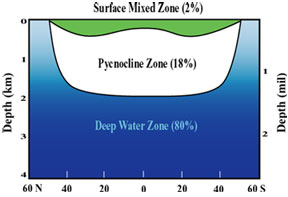 Surface Mixed Zone (2%)
0
Pycnocline Zone (18%)
1
1
2
Deep Water Zone (80%)
2
3
4
Depth (km)
Depth (mil)
60 N 40 20 0 20 40 60 S